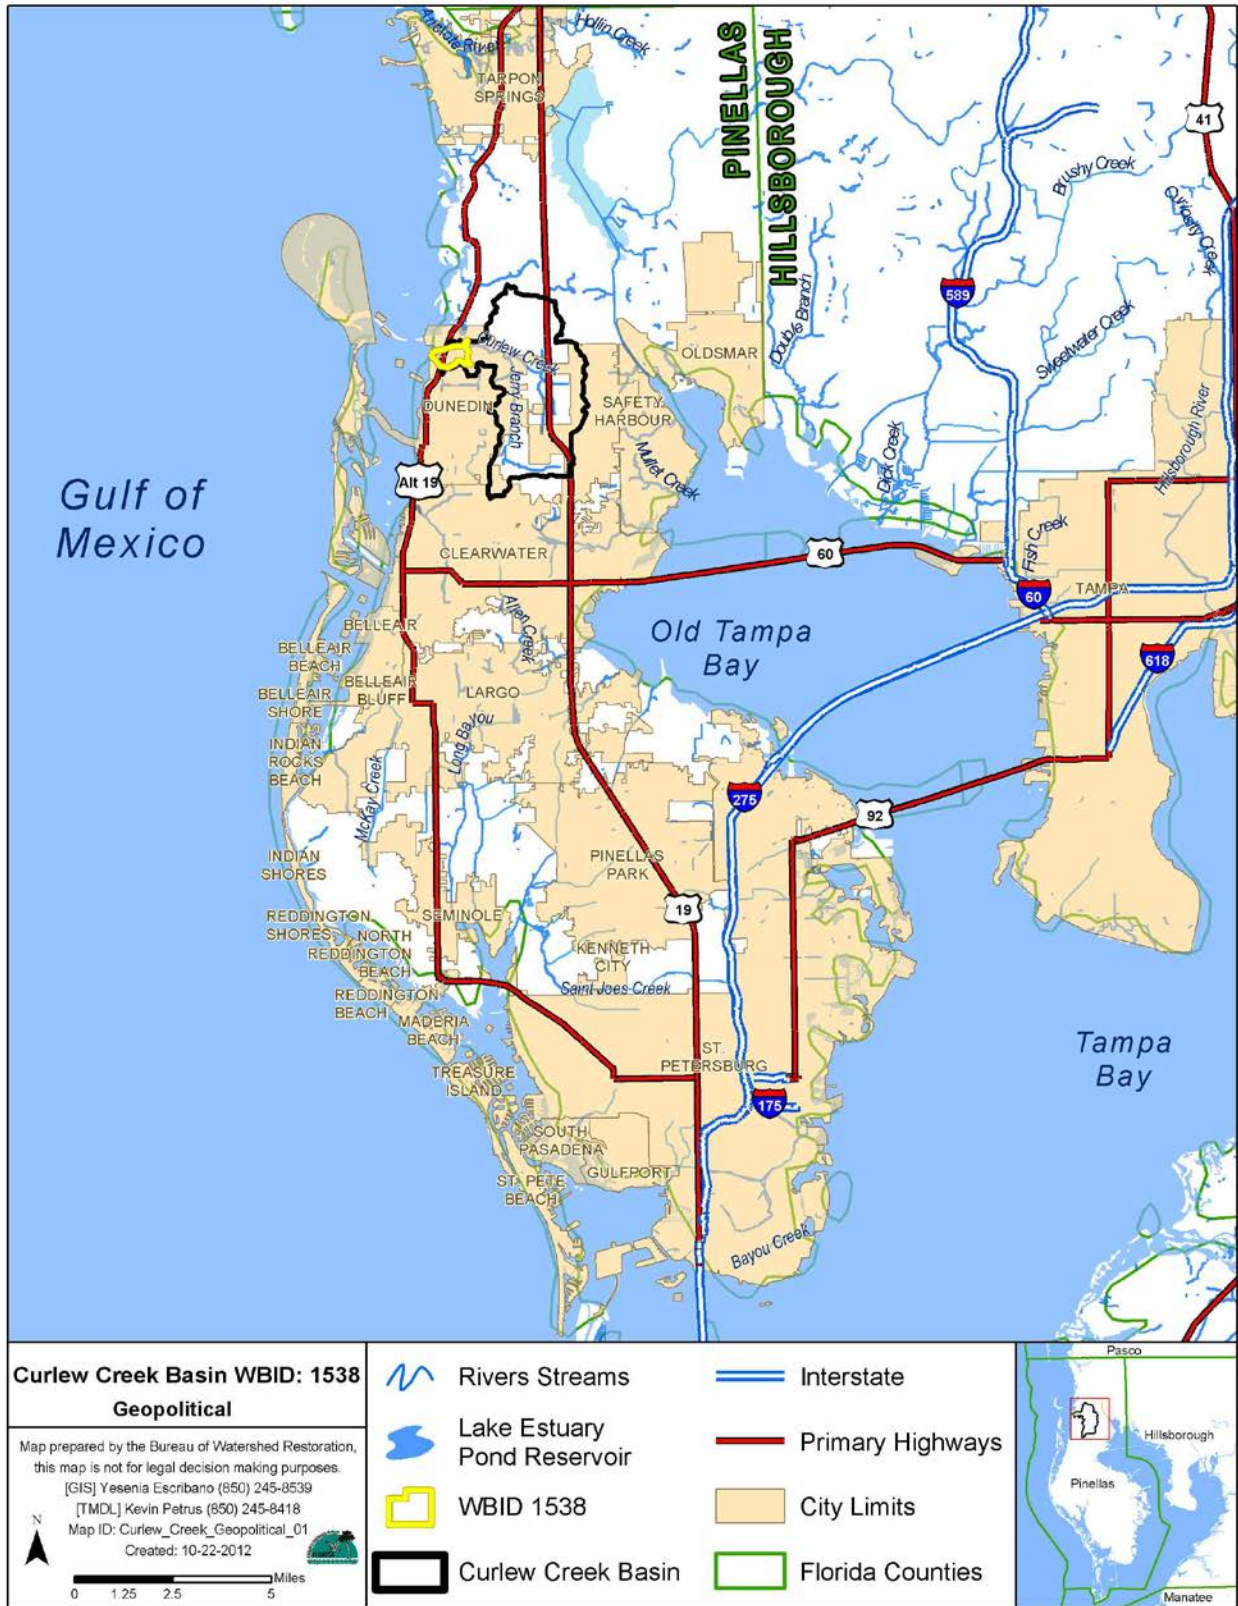 Anclote River
Hollin Creek
TARPON
SPRINGS
PINELLAS
HILLSBOROUGH
41
Brushy Creek
Curiosity Creek
589
Double Branch
Sweetwater Creek
OLDSMAR
Curlew Creek
Jerry Branch
DUNEDIN
SAFETY
HARBOUR
Mullet Creek
Dick Creek
Hillsborough River
Alt 19
Gulf of
Mexico
CLEARWATER
60
Fish Creek
60
TAMPA
Allen Creek
BELLEAIR
Old Tampa
Bay
618
BELLEAIR
BEACH
BELLEAIR
BLUFF
LARGO
BELLEAIR
SHORE
Long Bayou
INDIAN
ROCKS
BEACH
McKay Creek
275
92
INDIAN
SHORES
PINELLAS
PARK
19
REDDINGTON
SHORES
SEMINOLE
NORTH
REDDINGTON
BEACH
KENNETH
CITY
Saint Joes Creek
REDDINGTON
BEACH
MADERIA
BEACH
ST.
PETERSBURG
Tampa
Bay
TREASURE
ISLAND
175
SOUTH
PASADENA
GULFPORT
ST. PETE
BEACH
Bayou Creek
Curlew Creek Basin WBID: 1538
Geopolitical
Map prepared by the Bureau of Watershed Restoration,
this map is not for legal decision making purposes.
[GIS] Yesenia Escribano (850) 245-8539
[TMDL] Kevin Petrus (850) 245-8418
Map ID: Curlew_Creek_Geopolitical_01
Created: 10-22-2012
N
Miles
0 1.25 2.5 5
Rivers Streams
Lake Estuary
Pond Reservoir
WBID 1538
Curlew Creek Basin
Interstate
Primary Highways
City Limits
Florida Counties
Pasco
Hillsborough
Pinellas
Manatee